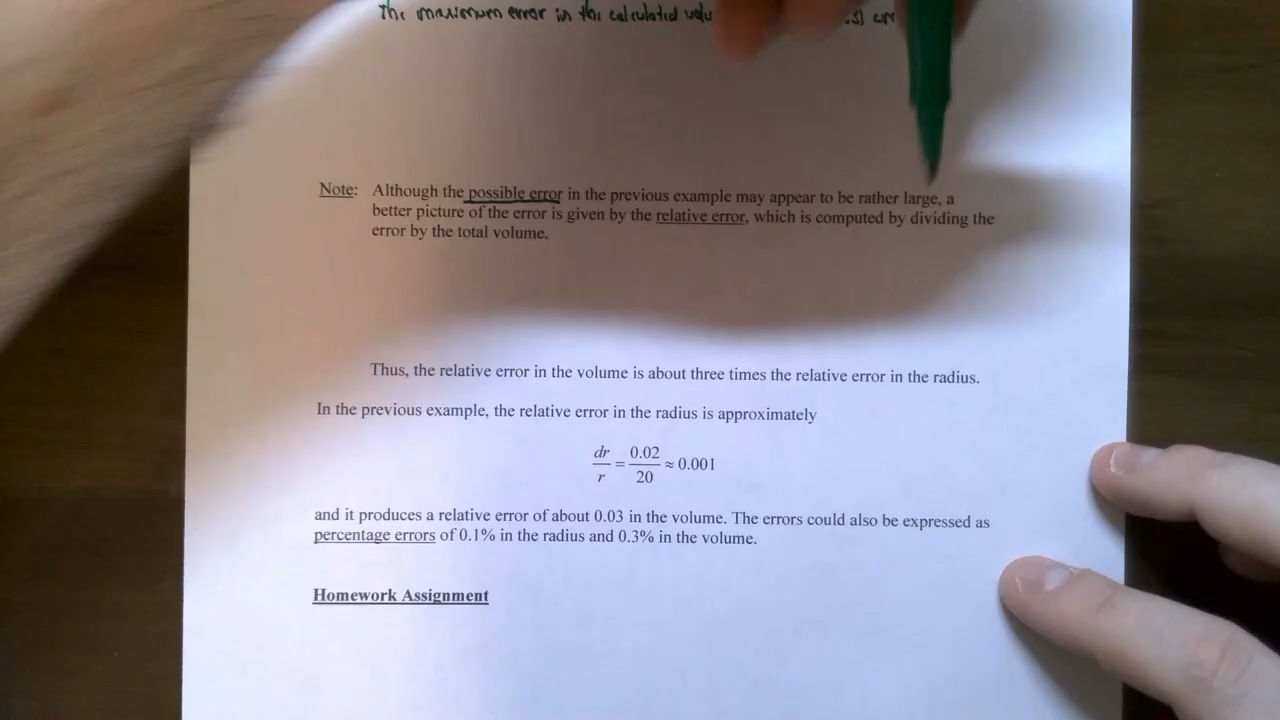 The maximum error in the calculated
Note: Although the possible error in the previous example may appear to be rather large, a
better picture of the error is given by the relative error, which is computed by dividing the
error by the total volume.
Thus, the relative error in the volume is about three times the relative error in the radius.
In the previous example, the relative error in the radius is approximately
dr/r = 0.02/20 ≈ 0.001
and it produces a relative error of about 0.03 in the volume. The errors could also be expressed as
percentage errors of 0.1% in the radius and 0.3% in the volume.
Homework Assignment